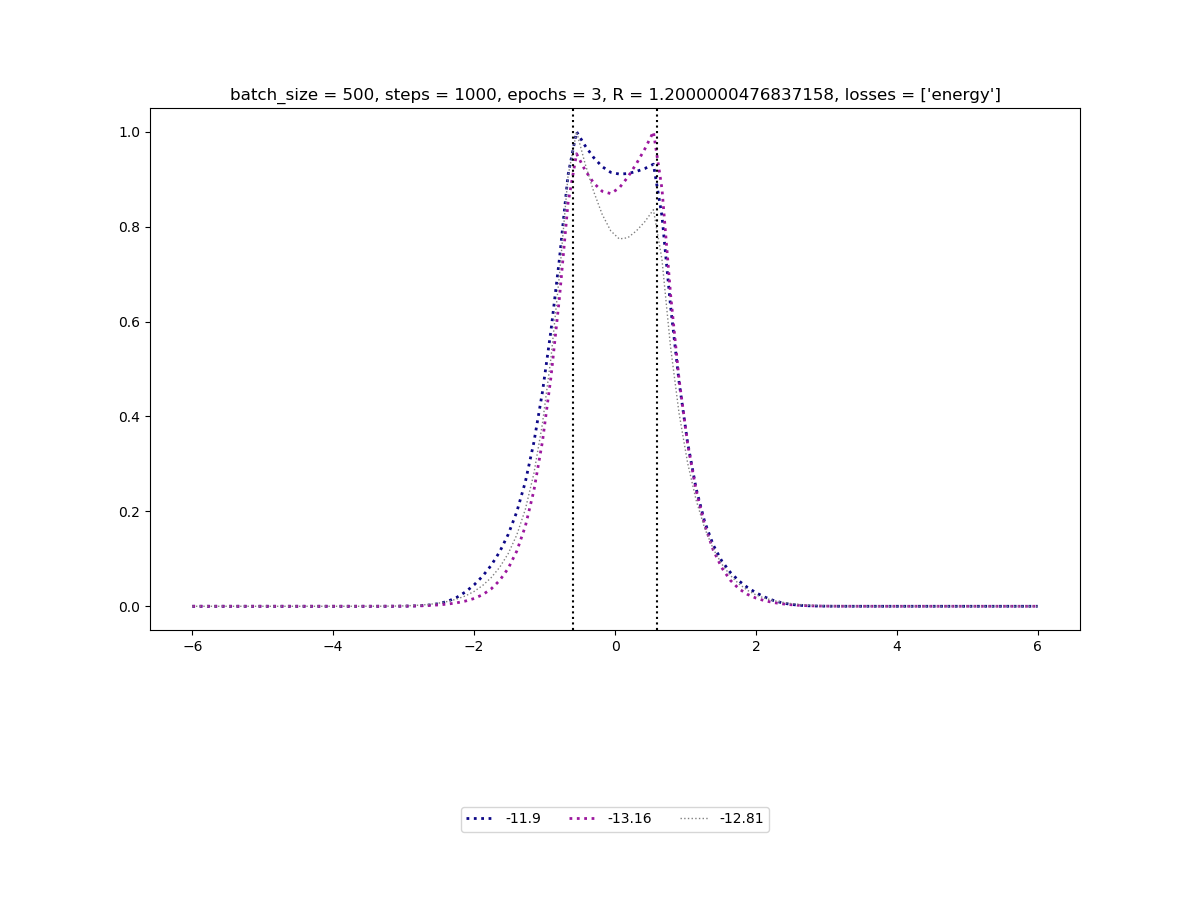 batch_size = 500, steps = 1000, epochs = 3, R = 1.2000000476837158, losses = ['energy']
1.0
0.8
0.6
0.4
0.2
0.0
−6 −4 −2 0 2 4 6
-11.9 -13.16 -12.81